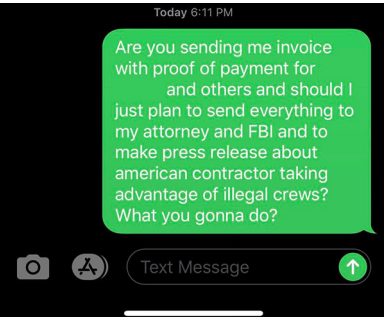 Today 6:11 PM
Are you sending me invoice
with proof of payment for
and others and should I
just plan to send everything to
my attorney and FBI and to
make press release about
american contractor taking
advantage of illegal crews?
What you gonna do?
Text Message